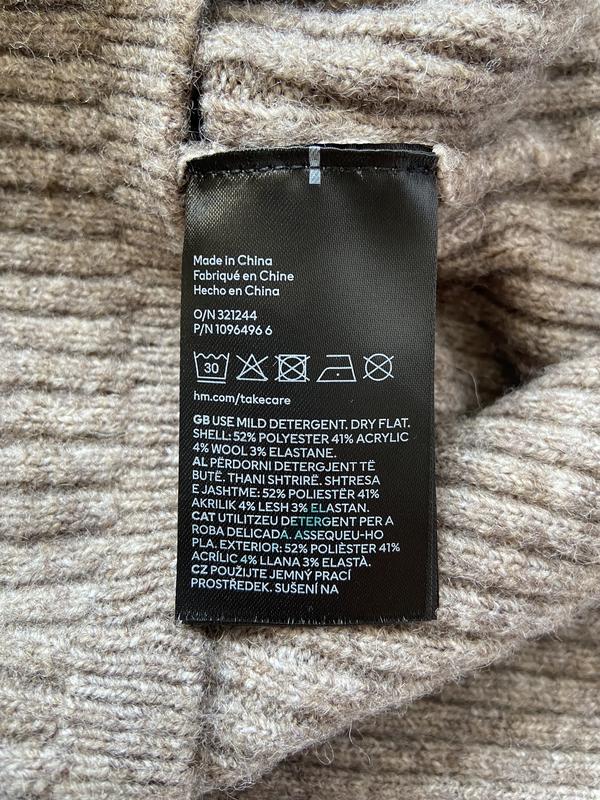 Made in China
Fabriqué en Chine
Hecho en China
O/N 321244
P/N 1096496 6
30
hm.com/takecare
GB USE MILD DETERGENT. DRY FLAT.
SHELL: 52% POLYESTER 41% ACRYLIC
4% WOOL 3% ELASTANE.
AL PËRDORNI DETERGJENT TË
BUTË. THANI SHTRIRË. SHTRESA
E JASHTME: 52% POLIESTËR 41%
AKRILIK 4% LESH 3% ELASTAN.
CAT UTILITZEU DETERGENT PER A
ROBA DELICADA. ASSEQUEU-HO
PLA. EXTERIOR: 52% POLIÈSTER 41%
ACRÍLIC 4% LLANA 3% ELASTÀ.
CZ POUŽIJTE JEMNÝ PRACÍ
PROSTŘEDEK. SUŠENÍ NA